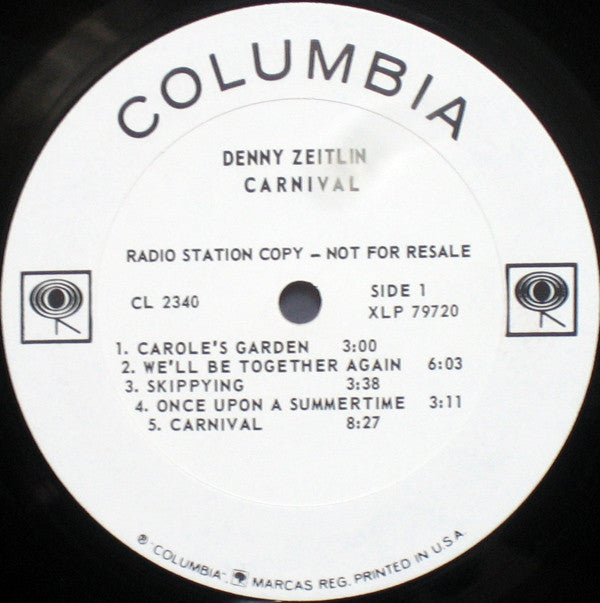 COLUMBIA
DENNY ZEITLIN
CARNIVAL
RADIO STATION COPY – NOT FOR RESALE
CL 2340
SIDE 1
XLP 79720
1. CAROLE'S GARDEN 3:00
2. WE'LL BE TOGETHER AGAIN 6:03
3. SKIPPYING 3:38
4. ONCE UPON A SUMMERTIME 3:11
5. CARNIVAL 8:27
® "COLUMBIA", MARCAS REG. PRINTED IN U.S.A.